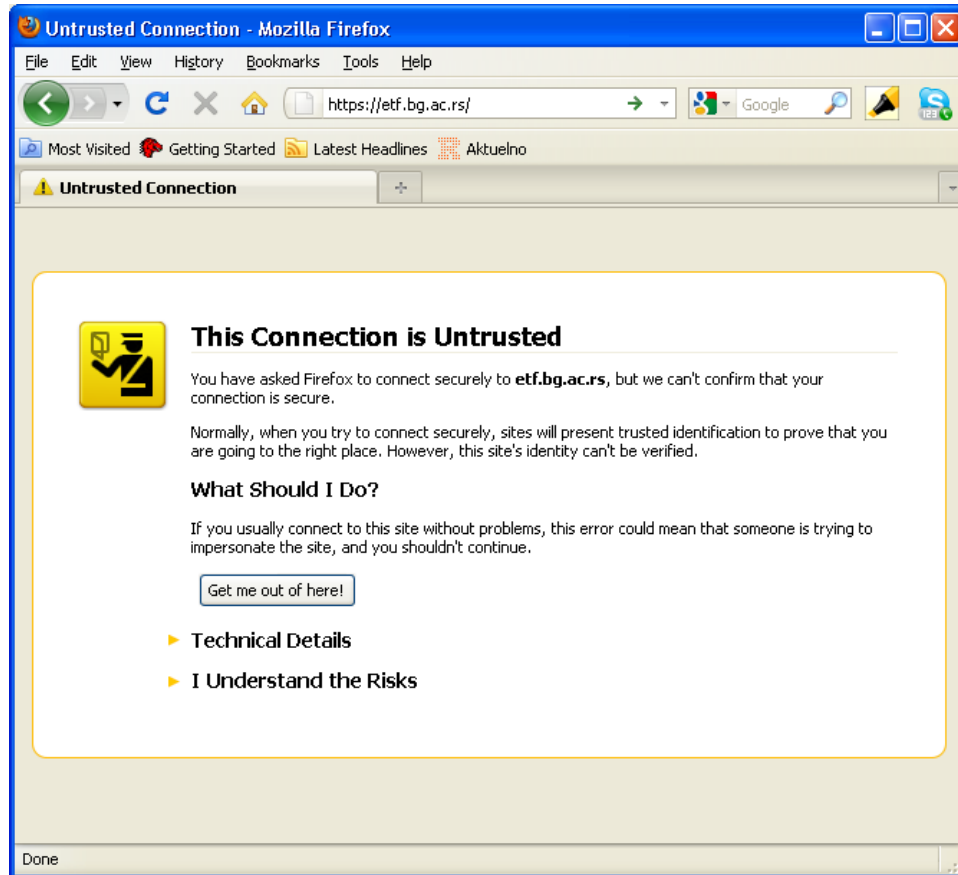 Untrusted Connection - Mozilla Firefox
File Edit View History Bookmarks Tools Help
https://etf.bg.ac.rs/ Google 123
Most Visited Getting Started Latest Headlines Aktuelno
Untrusted Connection
This Connection is Untrusted
You have asked Firefox to connect securely to etf.bg.ac.rs, but we can't confirm that your
connection is secure.
Normally, when you try to connect securely, sites will present trusted identification to prove that you
are going to the right place. However, this site's identity can't be verified.
What Should I Do?
If you usually connect to this site without problems, this error could mean that someone is trying to
impersonate the site, and you shouldn't continue.
Get me out of here!
Technical Details
I Understand the Risks
Done